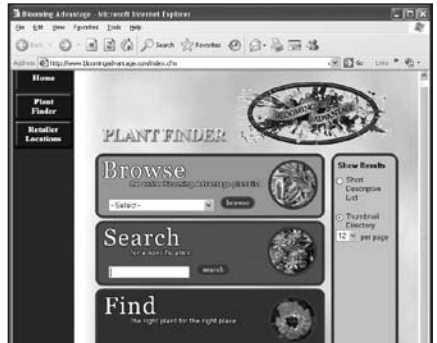 Blooming Advantage - Microsoft Internet Explorer
File Edit View Favorites Tools Help
Search Favorites
Address http://www.bloomingadvantage.com/index.cfm Go Links
Home
Plant
Finder
Retailer
Locations
PLANT FINDER
BLOOMING
ADVANTAGE
Browse
the entire Blooming Advantage plant list
-Select-
browse
Search
for a specific plant
search
Find
the right plant for the right place
Show Results
Short
Descriptive
List
Thumbnail
Directory
12 per page